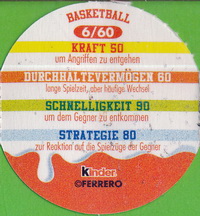 BASKETBALL
6/60
KRAFT 50
um Angriffen zu entgehen
DURCHHALTEVERMÖGEN 60
lange Spielzeit, aber häufige Wechsel
SCHNELLIGKEIT 90
um dem Gegner zu entkommen
STRATEGIE 80
zur Reaktion auf die Spielzüge der Gegner
kinder
©FERRERO